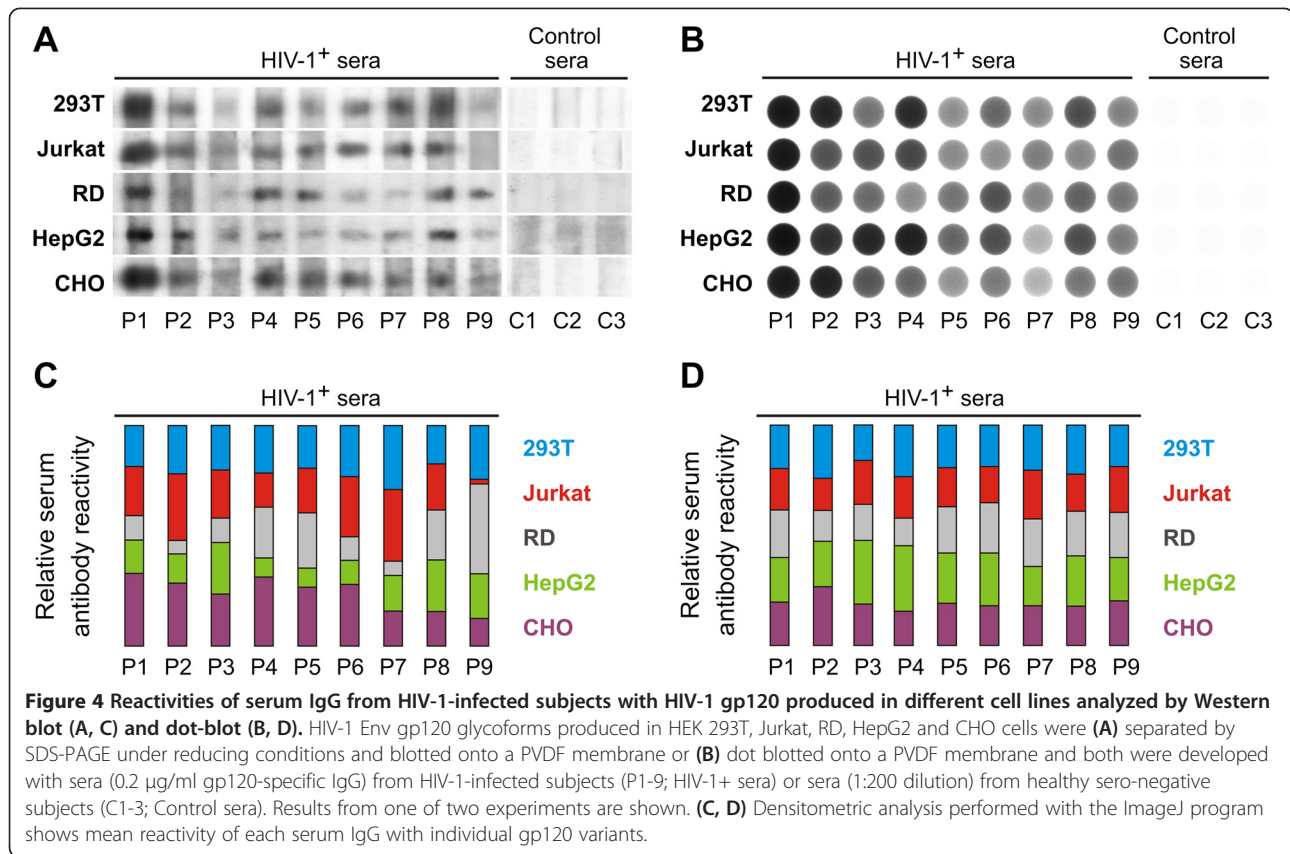 A
HIV-1+ sera
Control sera
293T
Jurkat
RD
HepG2
CHO
P1 P2 P3 P4 P5 P6 P7 P8 P9 C1 C2 C3
B
HIV-1+ sera
Control sera
293T
Jurkat
RD
HepG2
CHO
P1 P2 P3 P4 P5 P6 P7 P8 P9 C1 C2 C3
C
HIV-1+ sera
Relative serum
antibody reactivity
293T
Jurkat
RD
HepG2
CHO
P1 P2 P3 P4 P5 P6 P7 P8 P9
D
HIV-1+ sera
Relative serum
antibody reactivity
293T
Jurkat
RD
HepG2
CHO
P1 P2 P3 P4 P5 P6 P7 P8 P9
Figure 4 Reactivities of serum IgG from HIV-1-infected subjects with HIV-1 gp120 produced in different cell lines analyzed by Western
blot (A, C) and dot-blot (B, D). HIV-1 Env gp120 glycoforms produced in HEK 293T, Jurkat, RD, HepG2 and CHO cells were (A) separated by
SDS-PAGE under reducing conditions and blotted onto a PVDF membrane or (B) dot blotted onto a PVDF membrane and both were developed
with sera (0.2 μg/ml gp120-specific IgG) from HIV-1-infected subjects (P1-9; HIV-1+ sera) or sera (1:200 dilution) from healthy sero-negative
subjects (C1-3; Control sera). Results from one of two experiments are shown. (C, D) Densitometric analysis performed with the ImageJ program
shows mean reactivity of each serum IgG with individual gp120 variants.